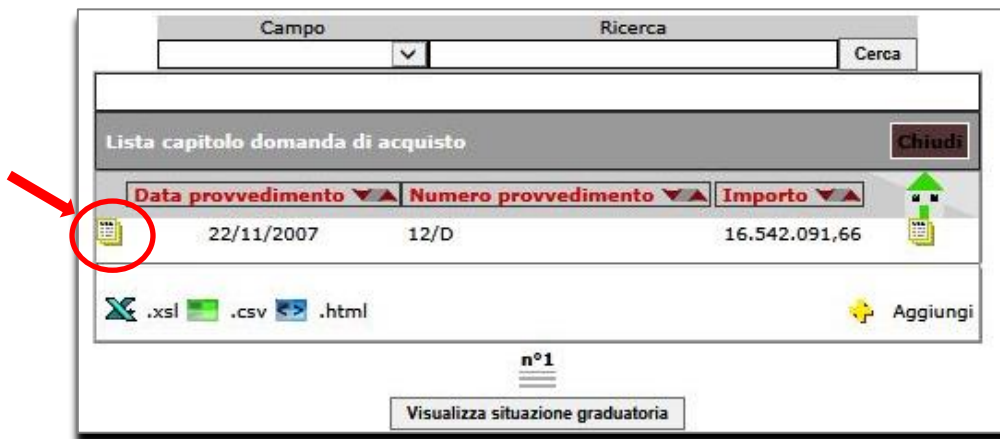 Campo Ricerca
Cerca
Lista capitolo domanda di acquisto Chiudi
Data provvedimento Numero provvedimento Importo
22/11/2007 12/D 16.542.091,66
.xsl .csv .html Aggiungi
n°1
Visualizza situazione graduatoria